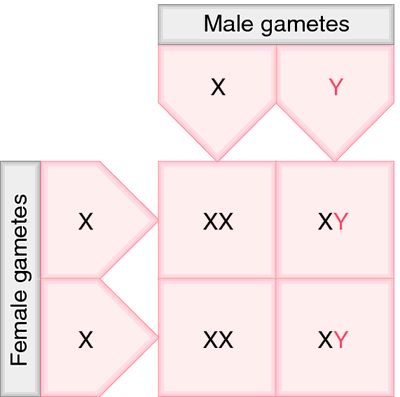 Male gametes
X Y
Female gametes
X XX XY
X XX XY